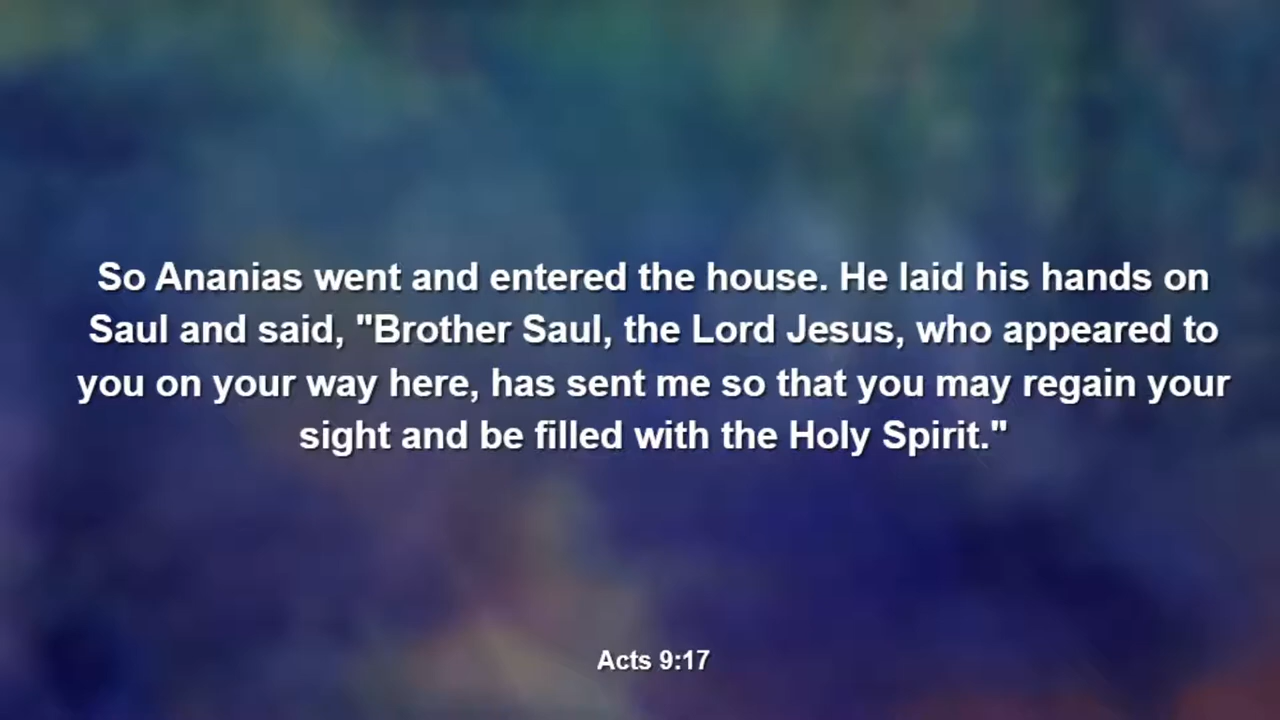 So Ananias went and entered the house. He laid his hands on
Saul and said, "Brother Saul, the Lord Jesus, who appeared to
you on your way here, has sent me so that you may regain your
sight and be filled with the Holy Spirit."
Acts 9:17